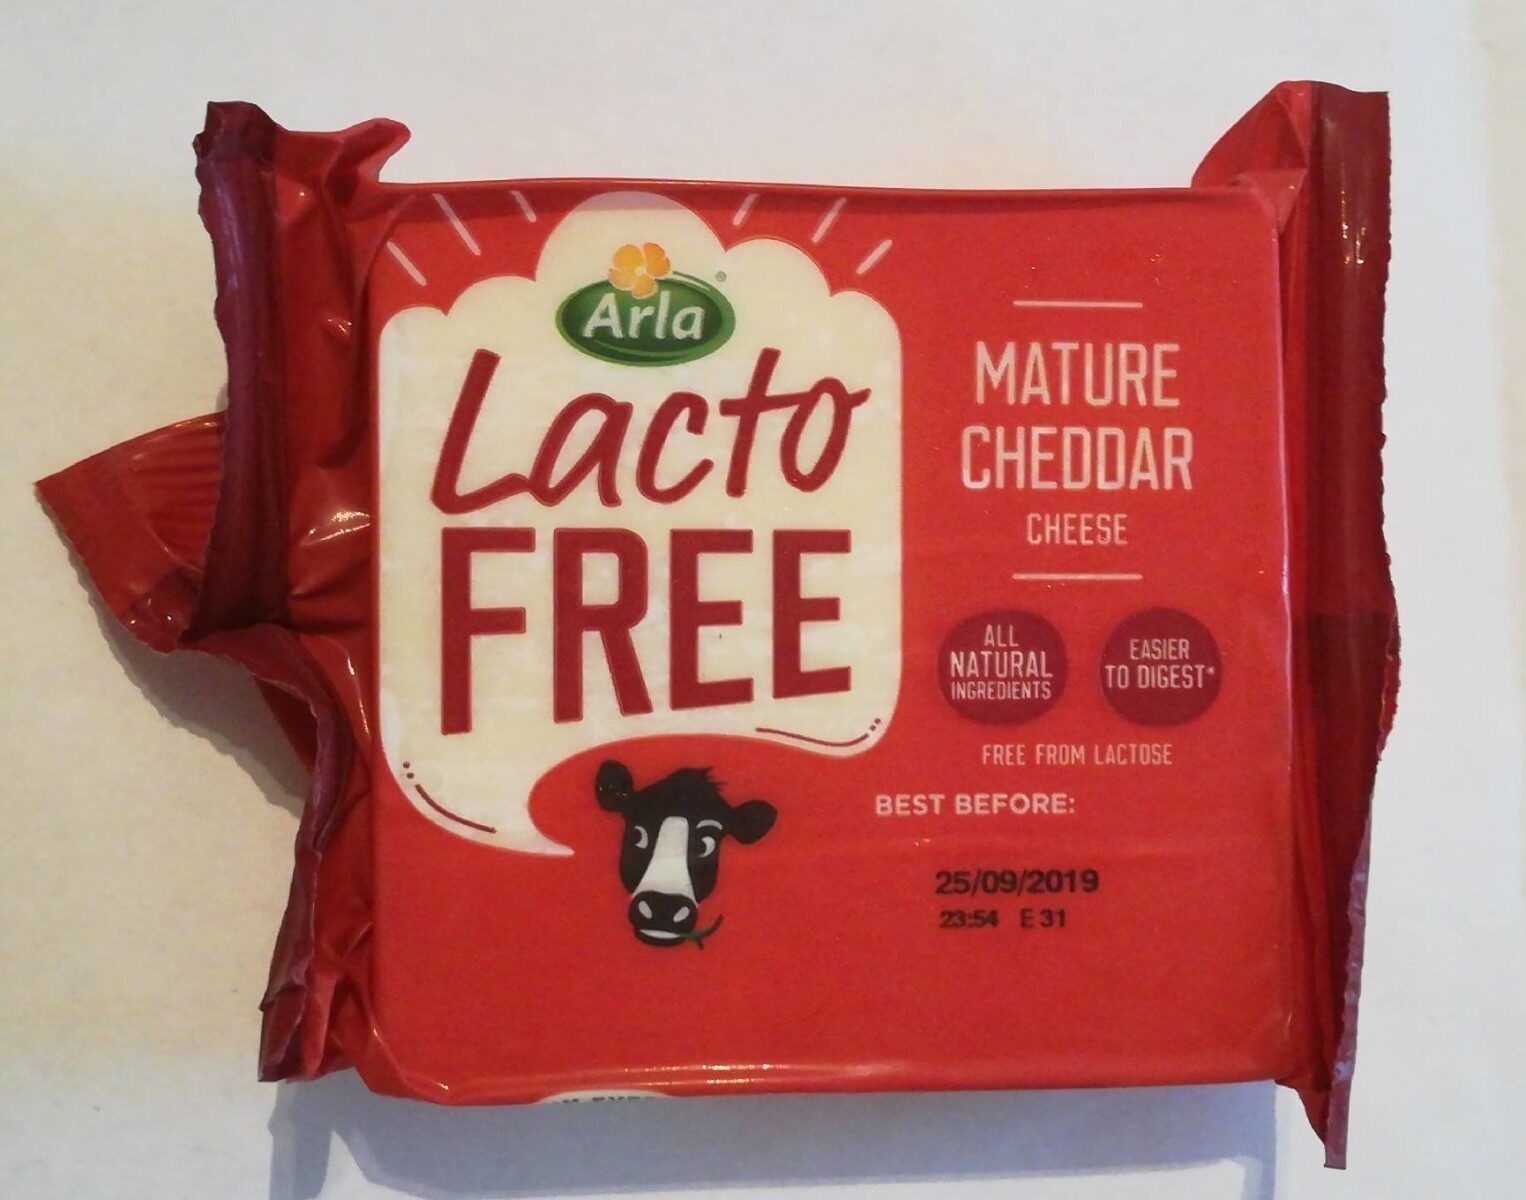 Arla
Lacto
FREE
MATURE
CHEDDAR
CHEESE
ALL
NATURAL
INGREDIENTS
EASIER
TO DIGEST*
FREE FROM LACTOSE
BEST BEFORE:
25/09/2019
23:54 E 31